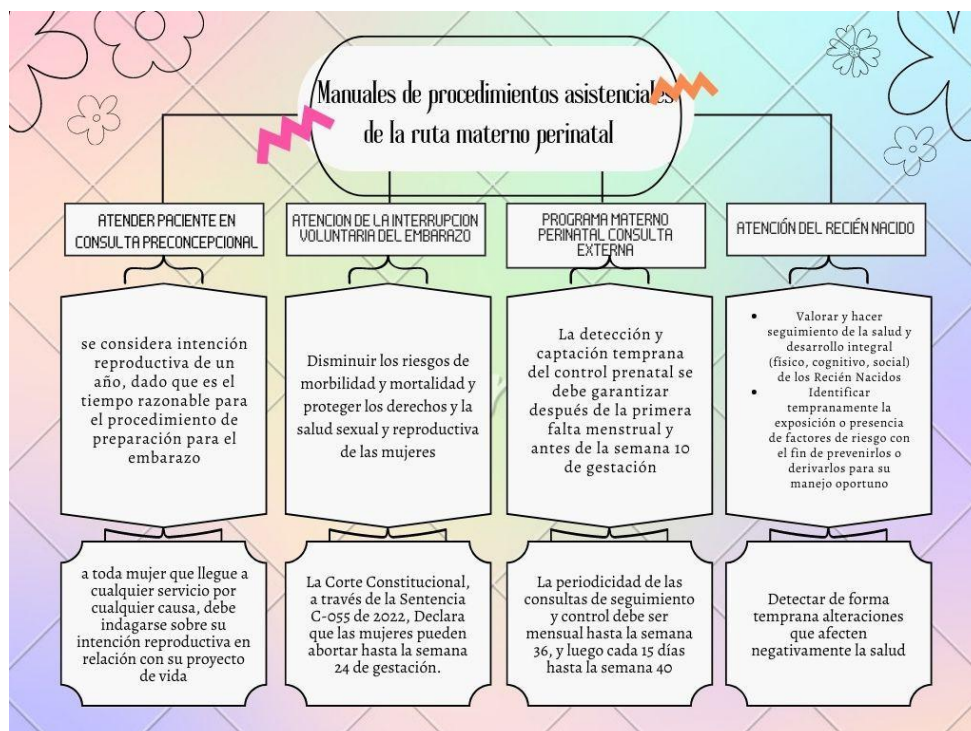 Manuales de procedimientos asistenciales
de la ruta materno perinatal
ATENDER PACIENTE EN
CONSULTA PRECONCEPCIONAL
se considera intención
reproductiva de un
año, dado que es el
tiempo razonable para
el procedimiento de
preparación para el
embarazo
a toda mujer que llegue a
cualquier servicio por
cualquier causa, debe
indagarse sobre su
intención reproductiva en
relación con su proyecto
de vida
ATENCION DE LA INTERRUPCION
VOLUNTARIA DEL EMBARAZO
Disminuir los riesgos de
morbilidad y mortalidad y
proteger los derechos y la
salud sexual y reproductiva
de las mujeres
La Corte Constitucional,
a través de la Sentencia
C-055 de 2022, Declara
que las mujeres pueden
abortar hasta la semana
24 de gestación.
PROGRAMA MATERNO
PERINATAL CONSULTA
EXTERNA
La detección y
captación temprana
del control prenatal se
debe garantizar
después de la primera
falta menstrual y
antes de la semana 10
de gestación
La periodicidad de las
consultas de seguimiento
y control debe ser
mensual hasta la semana
36, y luego cada 15 días
hasta la semana 40
ATENCIÓN DEL RECIÉN NACIDO
• Valorar y hacer
seguimiento de la salud y
desarrollo integral
(físico, cognitivo, social)
de los Recién Nacidos
• Identificar
tempranamente la
exposición o presencia
de factores de riesgo con
el fin de prevenirlos o
derivarlos para su
manejo oportuno
Detectar de forma
temprana alteraciones
que afecten
negativamente la salud